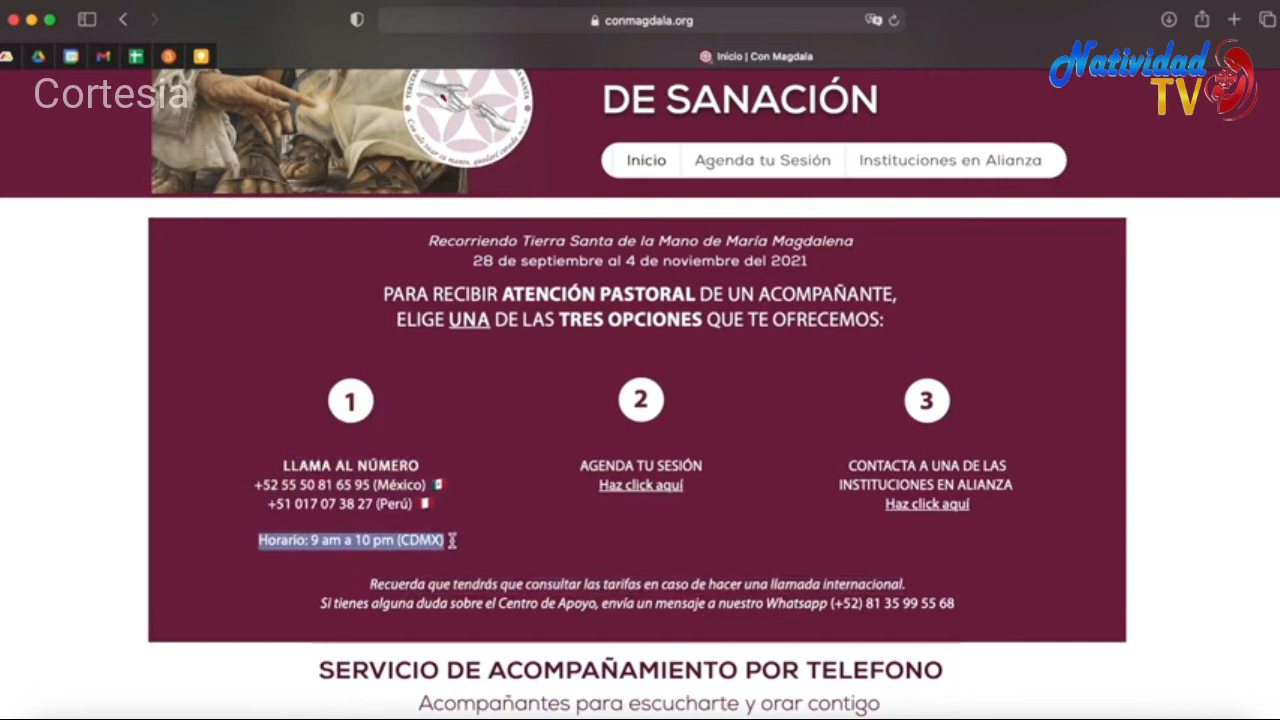 conmagdala.org
Inicio | Con Magdala
Natividad
TV
Cortesía
DE SANACIÓN
Inicio
Agenda tu Sesión
Instituciones en Alianza
Recorriendo Tierra Santa de la Mano de María Magdalena
28 de septiembre al 4 de noviembre del 2021
PARA RECIBIR ATENCIÓN PASTORAL DE UN ACOMPAÑANTE,
ELIGE UNA DE LAS TRES OPCIONES QUE TE OFRECEMOS:
1
LLAMA AL NÚMERO
+52 55 50 81 65 95 (México)
+51 017 07 38 27 (Perú)
Horario: 9 am a 10 pm (CDMX)
2
AGENDA TU SESIÓN
Haz click aquí
3
CONTACTA A UNA DE LAS
INSTITUCIONES EN ALIANZA
Haz click aquí
Recuerda que tendrás que consultar las tarifas en caso de hacer una llamada internacional.
Si tienes alguna duda sobre el Centro de Apoyo, envía un mensaje a nuestro Whatsapp (+52) 81 35 99 55 68
SERVICIO DE ACOMPAÑAMIENTO POR TELEFONO
Acompañantes para escucharte y orar contigo